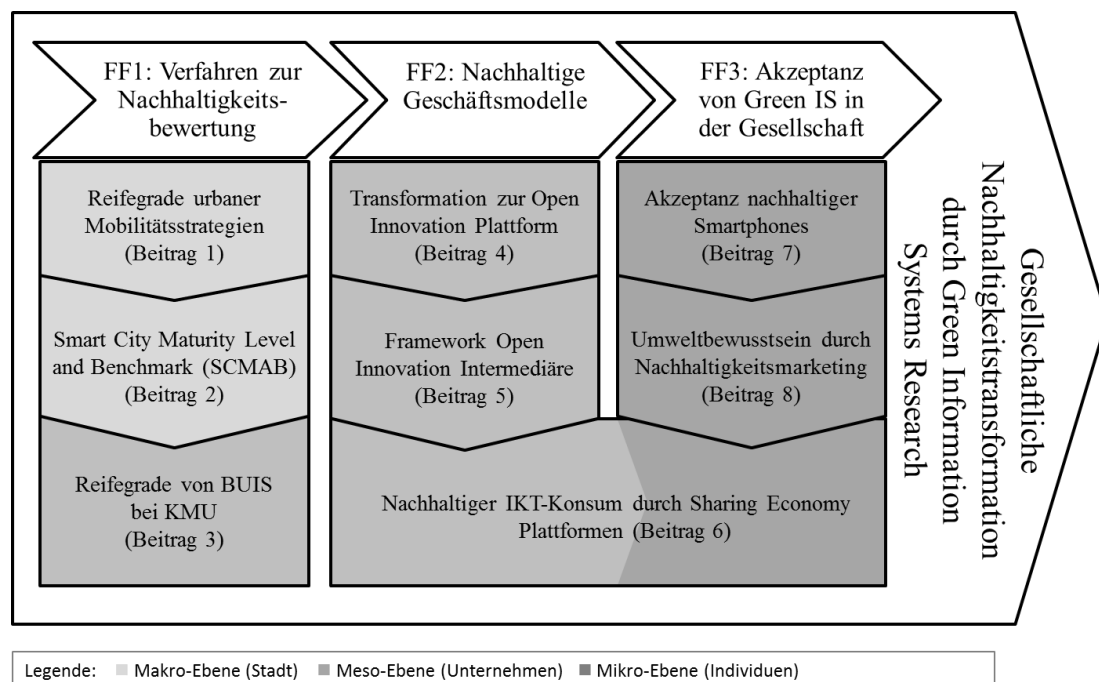 FF1: Verfahren zur
Nachhaltigkeits-
bewertung
Reifegrade urbaner
Mobilitätsstrategien
(Beitrag 1)
Smart City Maturity Level
and Benchmark (SCMAB)
(Beitrag 2)
Reifegrade von BUIS
bei KMU
(Beitrag 3)
FF2: Nachhaltige
Geschäftsmodelle
Transformation zur Open
Innovation Plattform
(Beitrag 4)
Framework Open
Innovation Intermediäre
(Beitrag 5)
FF3: Akzeptanz
von Green IS in
der Gesellschaft
Akzeptanz nachhaltiger
Smartphones
(Beitrag 7)
Umweltbewusstsein durch
Nachhaltigkeitsmarketing
(Beitrag 8)
Nachhaltiger IKT-Konsum durch Sharing Economy
Plattformen (Beitrag 6)
Gesellschaftliche
Nachhaltigkeitstransformation
durch Green Information
Systems Research
Legende: Makro-Ebene (Stadt) Meso-Ebene (Unternehmen) Mikro-Ebene (Individuen)